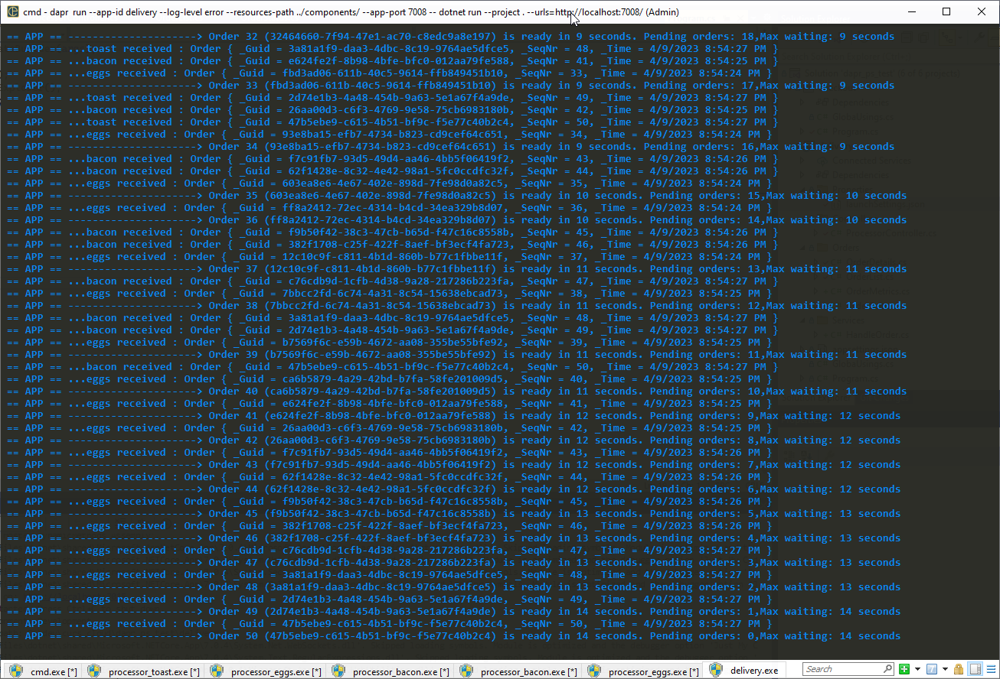 cmd - dapr run --app-id delivery --log-level error --resources-path ../components/ --app-port 7008 -- dotnet run --project . --urls=http://localhost:7008/ (Admin)
== APP == ---------------------> Order 32 (32464660-7f94-47e1-ac70-c8edc9a8e197) is ready in 9 seconds. Pending orders: 18,Max waiting: 9 seconds
== APP == ...toast received : Order { _Guid = 3a81a1f9-daa3-4dbc-8c19-9764ae5dfce5, _SeqNr = 48, _Time = 4/9/2023 8:54:27 PM }
== APP == ...bacon received : Order { _Guid = e624fe2f-8b98-4bfe-bfc0-012aa79fe588, _SeqNr = 41, _Time = 4/9/2023 8:54:25 PM }
== APP == ...eggs received : Order { _Guid = fbd3ad06-611b-40c5-9614-ffb849451b10, _SeqNr = 33, _Time = 4/9/2023 8:54:24 PM }
== APP == ---------------------> Order 33 (fbd3ad06-611b-40c5-9614-ffb849451b10) is ready in 9 seconds. Pending orders: 17,Max waiting: 9 seconds
== APP == ...toast received : Order { _Guid = 2d74e1b3-4a48-454b-9a63-5e1a67f4a9de, _SeqNr = 49, _Time = 4/9/2023 8:54:27 PM }
== APP == ...bacon received : Order { _Guid = 26aa00d3-c6f3-4769-9e58-75cb6983180b, _SeqNr = 42, _Time = 4/9/2023 8:54:25 PM }
== APP == ...toast received : Order { _Guid = 47b5ebe9-c615-4b51-bf9c-f5e77c40b2c4, _SeqNr = 50, _Time = 4/9/2023 8:54:27 PM }
== APP == ...eggs received : Order { _Guid = 93e8ba15-efb7-4734-b823-cd9cef64c651, _SeqNr = 34, _Time = 4/9/2023 8:54:24 PM }
== APP == ---------------------> Order 34 (93e8ba15-efb7-4734-b823-cd9cef64c651) is ready in 9 seconds. Pending orders: 16,Max waiting: 9 seconds
== APP == ...bacon received : Order { _Guid = f7c91fb7-93d5-49d4-aa46-4bb5f06419f2, _SeqNr = 43, _Time = 4/9/2023 8:54:26 PM }
== APP == ...bacon received : Order { _Guid = 62f1428e-8c32-4e42-98a1-5fc0ccdfc32f, _SeqNr = 44, _Time = 4/9/2023 8:54:26 PM }
== APP == ...eggs received : Order { _Guid = 603ea8e6-4e67-402e-898d-7fe98d0a82c5, _SeqNr = 35, _Time = 4/9/2023 8:54:24 PM }
== APP == ---------------------> Order 35 (603ea8e6-4e67-402e-898d-7fe98d0a82c5) is ready in 10 seconds. Pending orders: 15,Max waiting: 10 seconds
== APP == ...eggs received : Order { _Guid = ff8a2412-72ec-4314-b4cd-34ea329b8d07, _SeqNr = 36, _Time = 4/9/2023 8:54:24 PM }
== APP == ---------------------> Order 36 (ff8a2412-72ec-4314-b4cd-34ea329b8d07) is ready in 10 seconds. Pending orders: 14,Max waiting: 10 seconds
== APP == ...bacon received : Order { _Guid = f9b50f42-38c3-47cb-b65d-f47c16c8558b, _SeqNr = 45, _Time = 4/9/2023 8:54:26 PM }
== APP == ...bacon received : Order { _Guid = 382f1708-c25f-422f-8aef-bf3ecf4fa723, _SeqNr = 46, _Time = 4/9/2023 8:54:26 PM }
== APP == ...eggs received : Order { _Guid = 12c10c9f-c811-4b1d-860b-b77c1fbbe11f, _SeqNr = 37, _Time = 4/9/2023 8:54:24 PM }
== APP == ---------------------> Order 37 (12c10c9f-c811-4b1d-860b-b77c1fbbe11f) is ready in 11 seconds. Pending orders: 13,Max waiting: 11 seconds
== APP == ...bacon received : Order { _Guid = c76cdb9d-1cfb-4d38-9a28-217286b223fa, _SeqNr = 47, _Time = 4/9/2023 8:54:27 PM }
== APP == ...eggs received : Order { _Guid = 7bbcc2fd-6c74-4a31-8c54-15638ebcad73, _SeqNr = 38, _Time = 4/9/2023 8:54:25 PM }
== APP == ---------------------> Order 38 (7bbcc2fd-6c74-4a31-8c54-15638ebcad73) is ready in 11 seconds. Pending orders: 12,Max waiting: 11 seconds
== APP == ...bacon received : Order { _Guid = 3a81a1f9-daa3-4dbc-8c19-9764ae5dfce5, _SeqNr = 48, _Time = 4/9/2023 8:54:27 PM }
== APP == ...bacon received : Order { _Guid = 2d74e1b3-4a48-454b-9a63-5e1a67f4a9de, _SeqNr = 49, _Time = 4/9/2023 8:54:27 PM }
== APP == ...eggs received : Order { _Guid = b7569f6c-e59b-4672-aa08-355be55bfe92, _SeqNr = 39, _Time = 4/9/2023 8:54:25 PM }
== APP == ---------------------> Order 39 (b7569f6c-e59b-4672-aa08-355be55bfe92) is ready in 11 seconds. Pending orders: 11,Max waiting: 11 seconds
== APP == ...bacon received : Order { _Guid = 47b5ebe9-c615-4b51-bf9c-f5e77c40b2c4, _SeqNr = 50, _Time = 4/9/2023 8:54:27 PM }
== APP == ...eggs received : Order { _Guid = ca6b5879-4a29-42bd-b7fa-58fe201009d5, _SeqNr = 40, _Time = 4/9/2023 8:54:25 PM }
== APP == ---------------------> Order 40 (ca6b5879-4a29-42bd-b7fa-58fe201009d5) is ready in 11 seconds. Pending orders: 10,Max waiting: 11 seconds
== APP == ...eggs received : Order { _Guid = e624fe2f-8b98-4bfe-bfc0-012aa79fe588, _SeqNr = 41, _Time = 4/9/2023 8:54:25 PM }
== APP == ---------------------> Order 41 (e624fe2f-8b98-4bfe-bfc0-012aa79fe588) is ready in 12 seconds. Pending orders: 9,Max waiting: 12 seconds
== APP == ...eggs received : Order { _Guid = 26aa00d3-c6f3-4769-9e58-75cb6983180b, _SeqNr = 42, _Time = 4/9/2023 8:54:25 PM }
== APP == ---------------------> Order 42 (26aa00d3-c6f3-4769-9e58-75cb6983180b) is ready in 12 seconds. Pending orders: 8,Max waiting: 12 seconds
== APP == ...eggs received : Order { _Guid = f7c91fb7-93d5-49d4-aa46-4bb5f06419f2, _SeqNr = 43, _Time = 4/9/2023 8:54:26 PM }
== APP == ---------------------> Order 43 (f7c91fb7-93d5-49d4-aa46-4bb5f06419f2) is ready in 12 seconds. Pending orders: 7,Max waiting: 12 seconds
== APP == ...eggs received : Order { _Guid = 62f1428e-8c32-4e42-98a1-5fc0ccdfc32f, _SeqNr = 44, _Time = 4/9/2023 8:54:26 PM }
== APP == ---------------------> Order 44 (62f1428e-8c32-4e42-98a1-5fc0ccdfc32f) is ready in 12 seconds. Pending orders: 6,Max waiting: 12 seconds
== APP == ...eggs received : Order { _Guid = f9b50f42-38c3-47cb-b65d-f47c16c8558b, _SeqNr = 45, _Time = 4/9/2023 8:54:26 PM }
== APP == ---------------------> Order 45 (f9b50f42-38c3-47cb-b65d-f47c16c8558b) is ready in 13 seconds. Pending orders: 5,Max waiting: 13 seconds
== APP == ...eggs received : Order { _Guid = 382f1708-c25f-422f-8aef-bf3ecf4fa723, _SeqNr = 46, _Time = 4/9/2023 8:54:26 PM }
== APP == ---------------------> Order 46 (382f1708-c25f-422f-8aef-bf3ecf4fa723) is ready in 13 seconds. Pending orders: 4,Max waiting: 13 seconds
== APP == ...eggs received : Order { _Guid = c76cdb9d-1cfb-4d38-9a28-217286b223fa, _SeqNr = 47, _Time = 4/9/2023 8:54:27 PM }
== APP == ---------------------> Order 47 (c76cdb9d-1cfb-4d38-9a28-217286b223fa) is ready in 13 seconds. Pending orders: 3,Max waiting: 13 seconds
== APP == ...eggs received : Order { _Guid = 3a81a1f9-daa3-4dbc-8c19-9764ae5dfce5, _SeqNr = 48, _Time = 4/9/2023 8:54:27 PM }
== APP == ---------------------> Order 48 (3a81a1f9-daa3-4dbc-8c19-9764ae5dfce5) is ready in 13 seconds. Pending orders: 2,Max waiting: 13 seconds
== APP == ...eggs received : Order { _Guid = 2d74e1b3-4a48-454b-9a63-5e1a67f4a9de, _SeqNr = 49, _Time = 4/9/2023 8:54:27 PM }
== APP == ---------------------> Order 49 (2d74e1b3-4a48-454b-9a63-5e1a67f4a9de) is ready in 14 seconds. Pending orders: 1,Max waiting: 14 seconds
== APP == ...eggs received : Order { _Guid = 47b5ebe9-c615-4b51-bf9c-f5e77c40b2c4, _SeqNr = 50, _Time = 4/9/2023 8:54:27 PM }
== APP == ---------------------> Order 50 (47b5ebe9-c615-4b51-bf9c-f5e77c40b2c4) is ready in 14 seconds. Pending orders: 0,Max waiting: 14 seconds
cmd.exe [*] processor_toast.exe [*] processor_eggs.exe [*] processor_bacon.exe [*] processor_bacon.exe [*] processor_eggs.exe [*] delivery.exe Search